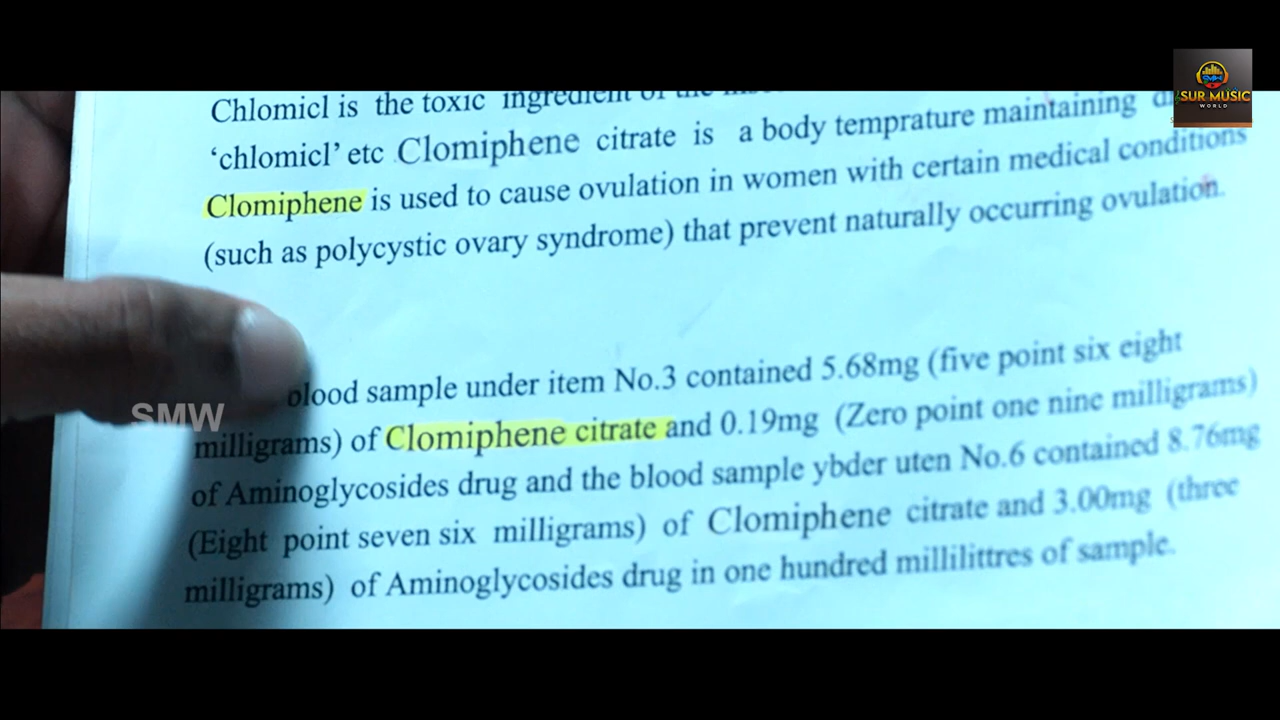 SUR MUSIC
WORLD
Chlomicl is the toxic ingredient of the
‘chlomicl’ etc Clomiphene citrate is a body temprature maintaining
Clomiphene is used to cause ovulation in women with certain medical conditions
(such as polycystic ovary syndrome) that prevent naturally occurring ovulation.
blood sample under item No.3 contained 5.68mg (five point six eight
SMW
milligrams) of Clomiphene citrate and 0.19mg (Zero point one nine milligrams)
of Aminoglycosides drug and the blood sample ybder uten No.6 contained 8.76mg
(Eight point seven six milligrams) of Clomiphene citrate and 3.00mg (three
milligrams) of Aminoglycosides drug in one hundred millilittres of sample.